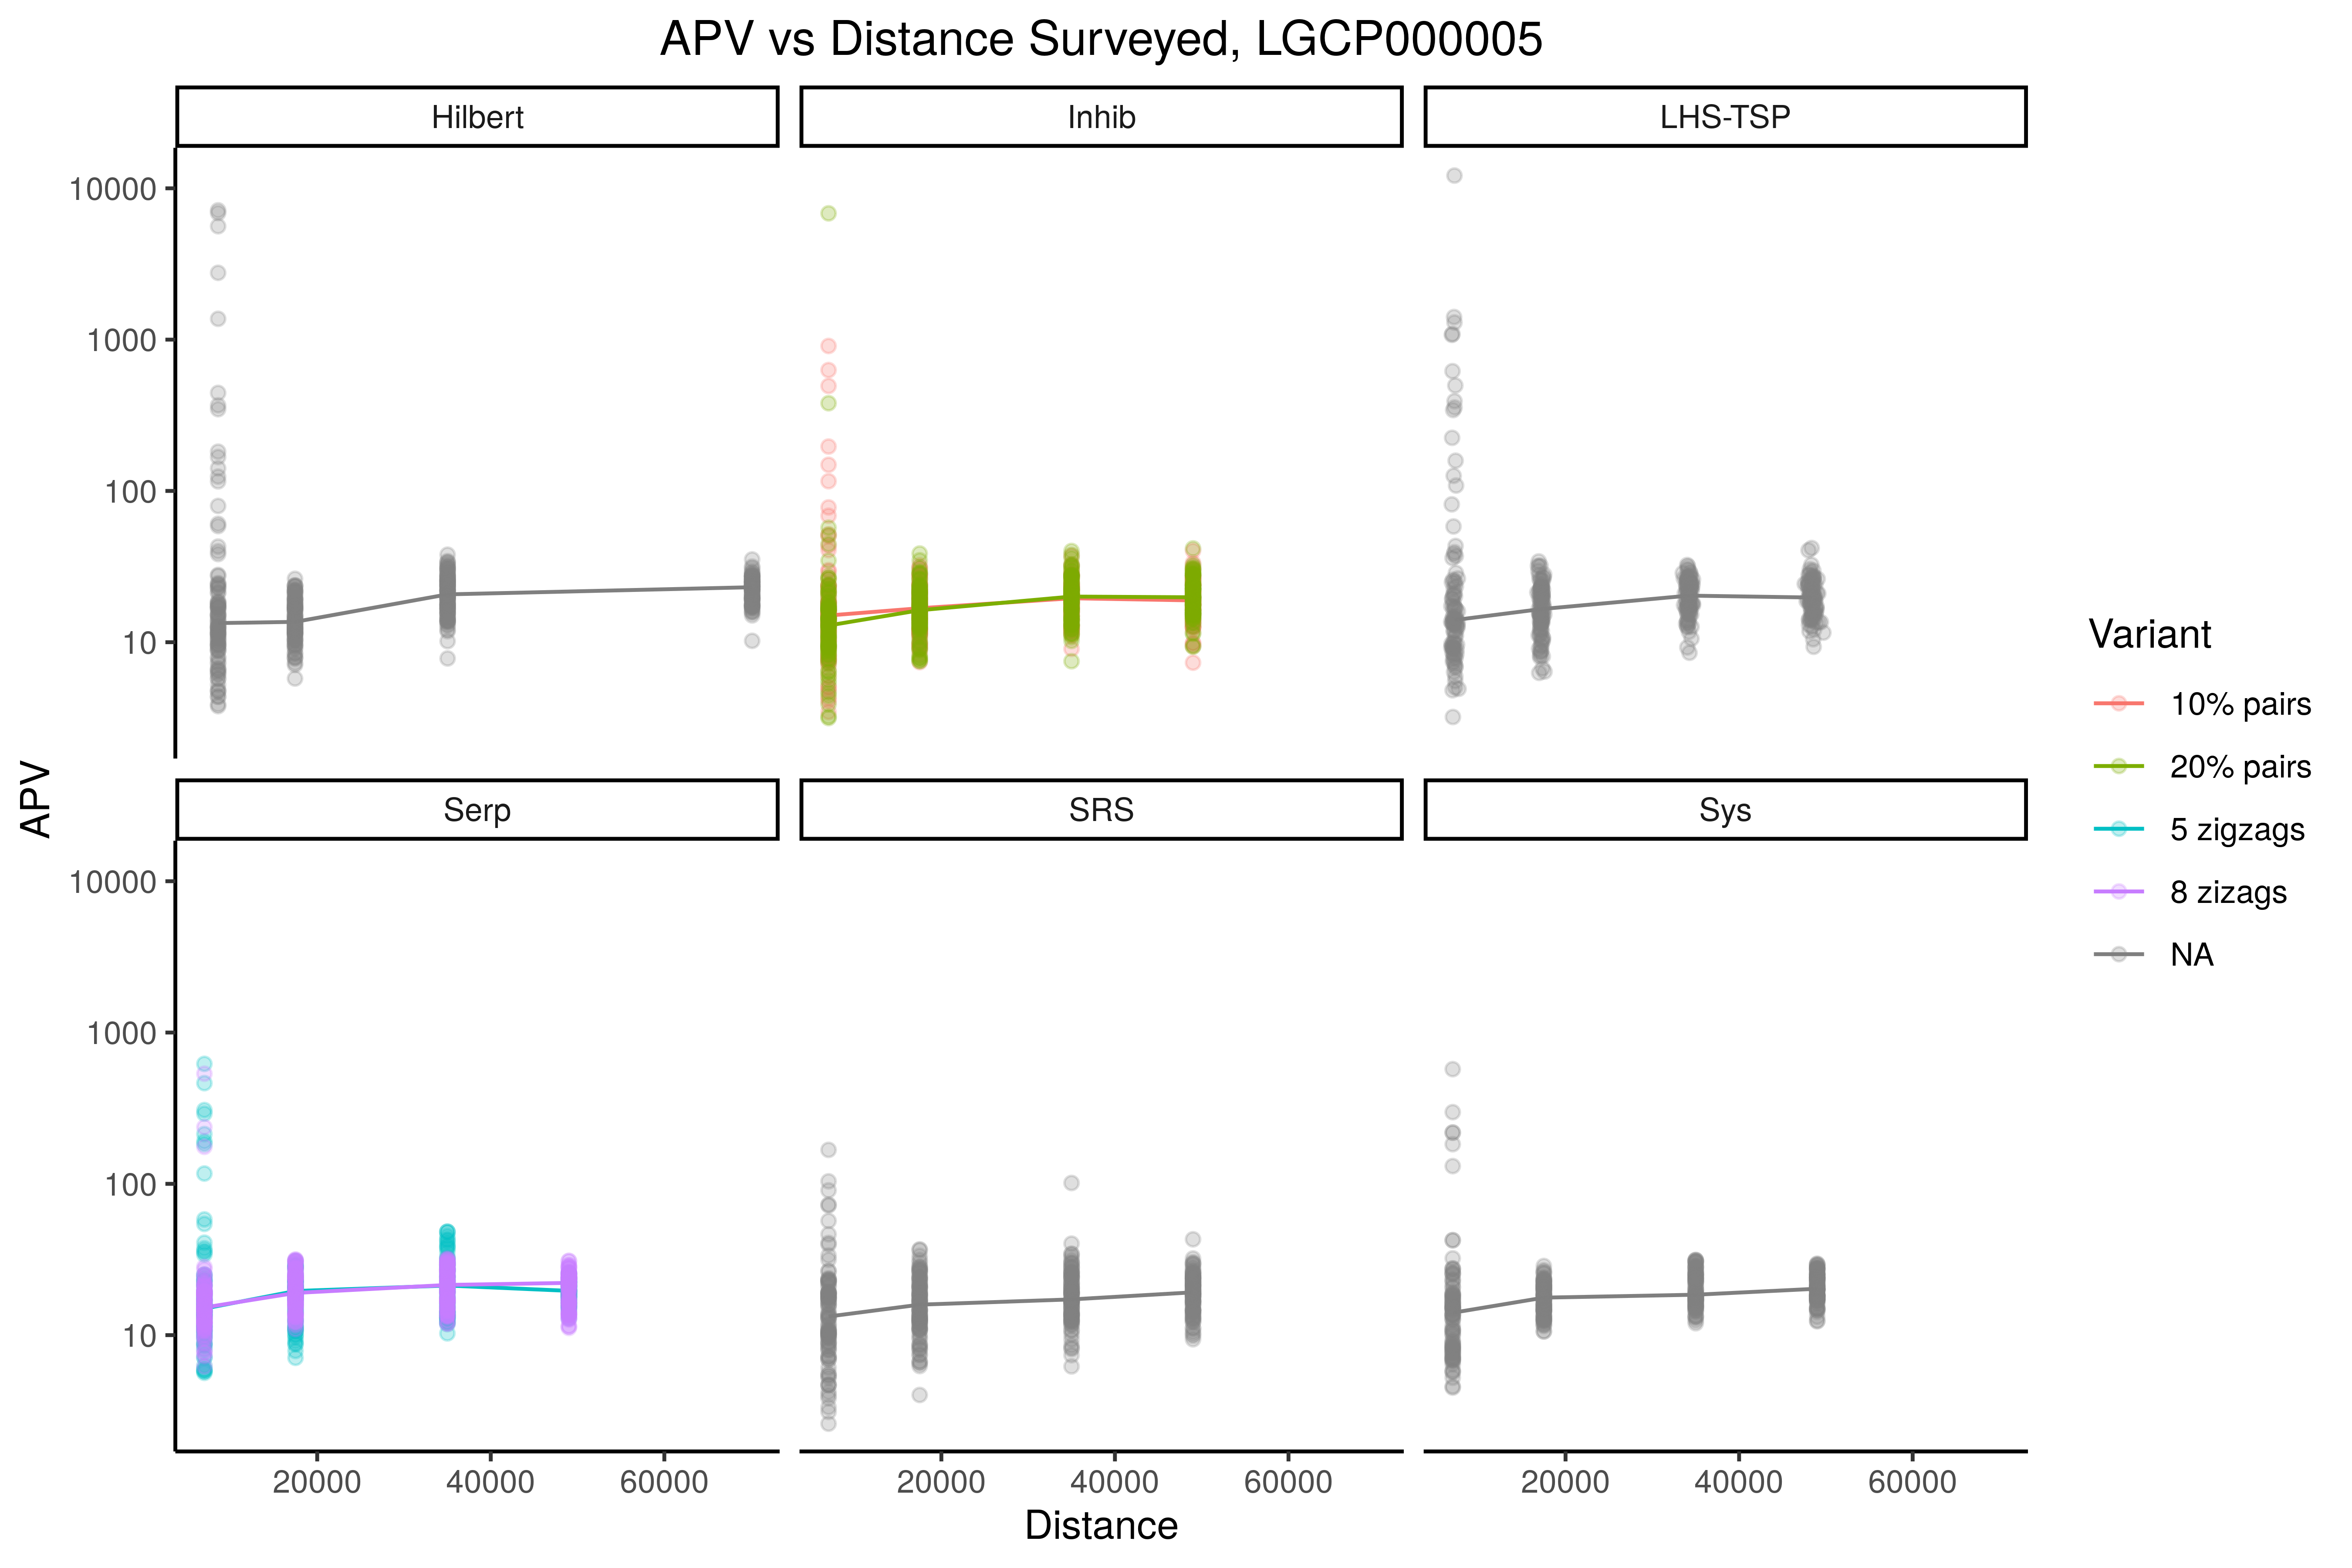 APV vs Distance Surveyed, LGCP000005
Hilbert
Inhib
LHS-TSP
10000
1000
100
10
Serp
SRS
Sys
10000
1000
100
10
20000
40000
60000
20000
40000
60000
20000
40000
60000
Distance
APV
Variant
10% pairs
20% pairs
5 zigzags
8 zizags
NA